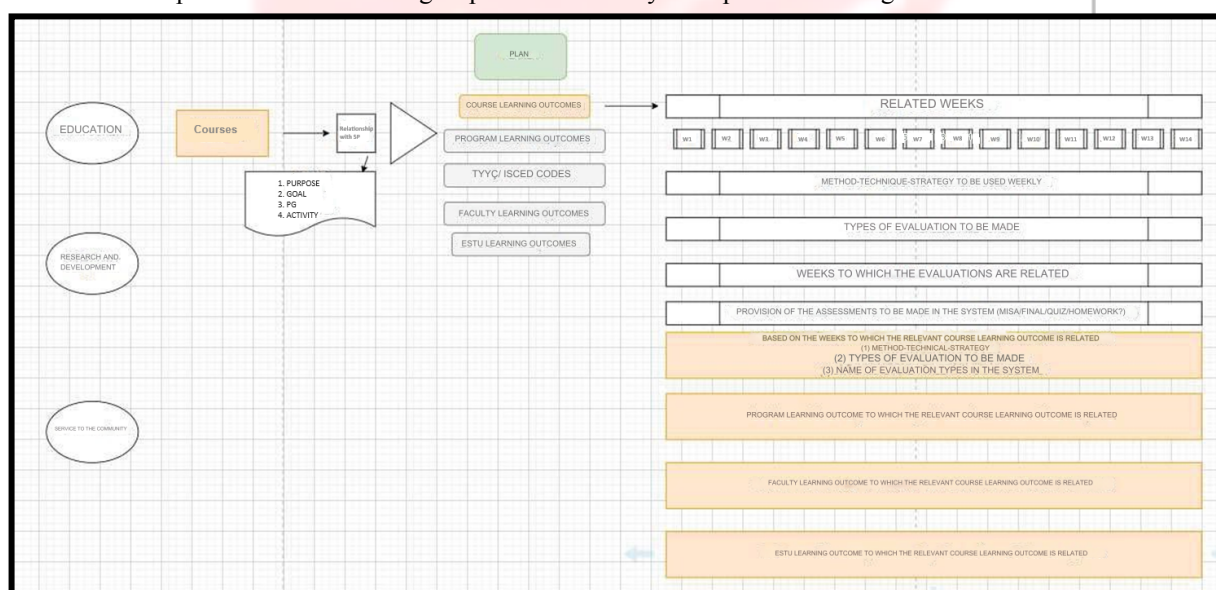 PLAN
EDUCATION
Courses
Relationship
with SP
1. PURPOSE
2. GOAL
3. PG
4. ACTIVITY
COURSE LEARNING OUTCOMES
PROGRAM LEARNING OUTCOMES
TYYÇ/ ISCED CODES
FACULTY LEARNING OUTCOMES
ESTU LEARNING OUTCOMES
RESEARCH AND
DEVELOPMENT
SERVICE TO THE COMMUNITY
RELATED WEEKS
W1 W2 W3 W4 W5 W6 W7 W8 W9 W10 W11 W12 W13 W14
METHOD-TECHNIQUE-STRATEGY TO BE USED WEEKLY
TYPES OF EVALUATION TO BE MADE
WEEKS TO WHICH THE EVALUATIONS ARE RELATED
PROVISION OF THE ASSESSMENTS TO BE MADE IN THE SYSTEM (MISA/FINAL/QUIZ/HOMEWORK?)
BASED ON THE WEEKS TO WHICH THE RELEVANT COURSE LEARNING OUTCOME IS RELATED
(1) METHOD-TECHNICAL-STRATEGY
(2) TYPES OF EVALUATION TO BE MADE
(3) NAME OF EVALUATION TYPES IN THE SYSTEM
PROGRAM LEARNING OUTCOME TO WHICH THE RELEVANT COURSE LEARNING OUTCOME IS RELATED
FACULTY LEARNING OUTCOME TO WHICH THE RELEVANT COURSE LEARNING OUTCOME IS RELATED
ESTU LEARNING OUTCOME TO WHICH THE RELEVANT COURSE LEARNING OUTCOME IS RELATED